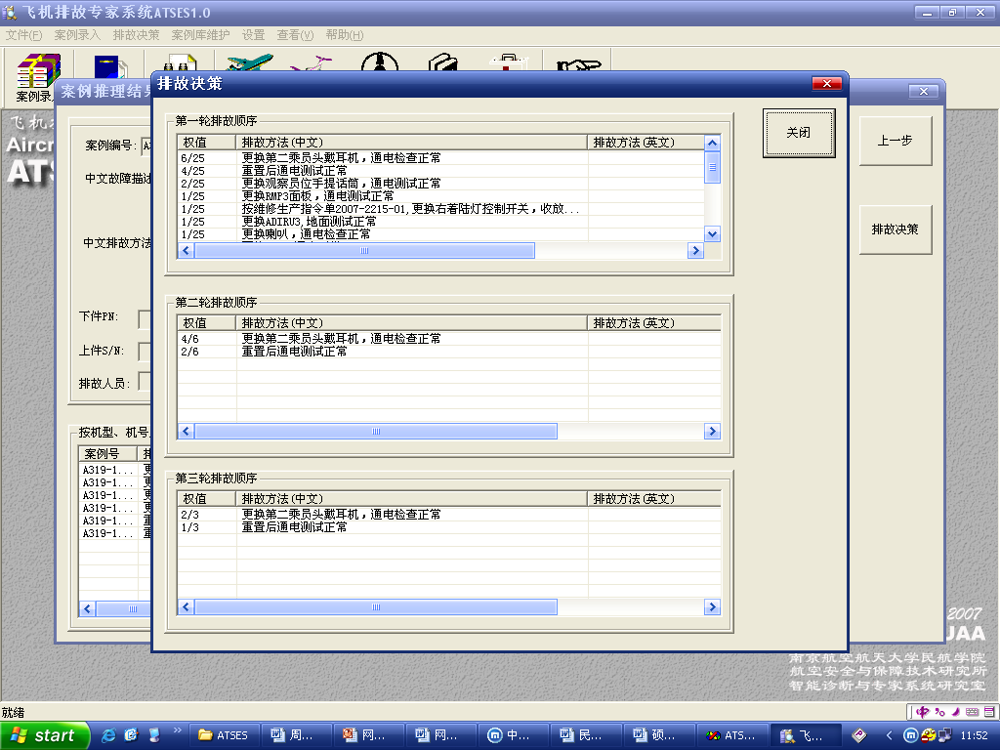 飞机排故专家系统ATSES1.0
文件(F) 案例录入 排故决策 案例库维护 设置 查看(V) 帮助(H)
案例录
案例推理结
排故决策
飞机
Aircr
ATS
案例编号:
中文故障描述
中文排故方法
下件PN:
上件S/N:
排故人员:
按机型、机号
案例号 排
A319-1...
A319-1...
A319-1...
A319-1...
A319-1... 重
A319-1... 重
第一轮排故顺序
权值 排故方法(中文) 排故方法(英文)
6/25 更换第二乘员头戴耳机，通电检查正常
4/25 重置后通电测试正常
2/25 更换观察员位手提话筒，通电测试正常
1/25 更换RMP3面板，通电测试正常
1/25 按维修生产指令单2007-2215-01,更换右着陆灯控制开关，收放...
1/25 更换ADIRU3,地面测试正常
1/25 更换喇叭，通电检查正常
第二轮排故顺序
权值 排故方法(中文) 排故方法(英文)
4/6 更换第二乘员头戴耳机，通电检查正常
2/6 重置后通电测试正常
第三轮排故顺序
权值 排故方法(中文) 排故方法(英文)
2/3 更换第二乘员头戴耳机，通电检查正常
1/3 重置后通电测试正常
关闭
上一步
排故决策
2007
UAA
南京航空航天大学民航学院
航空安全与保障技术研究所
智能诊断与专家系统研究室
就绪
中
start ATSES 周... 网... 网... 中... 民... 硕... ATS... 飞... 11:52